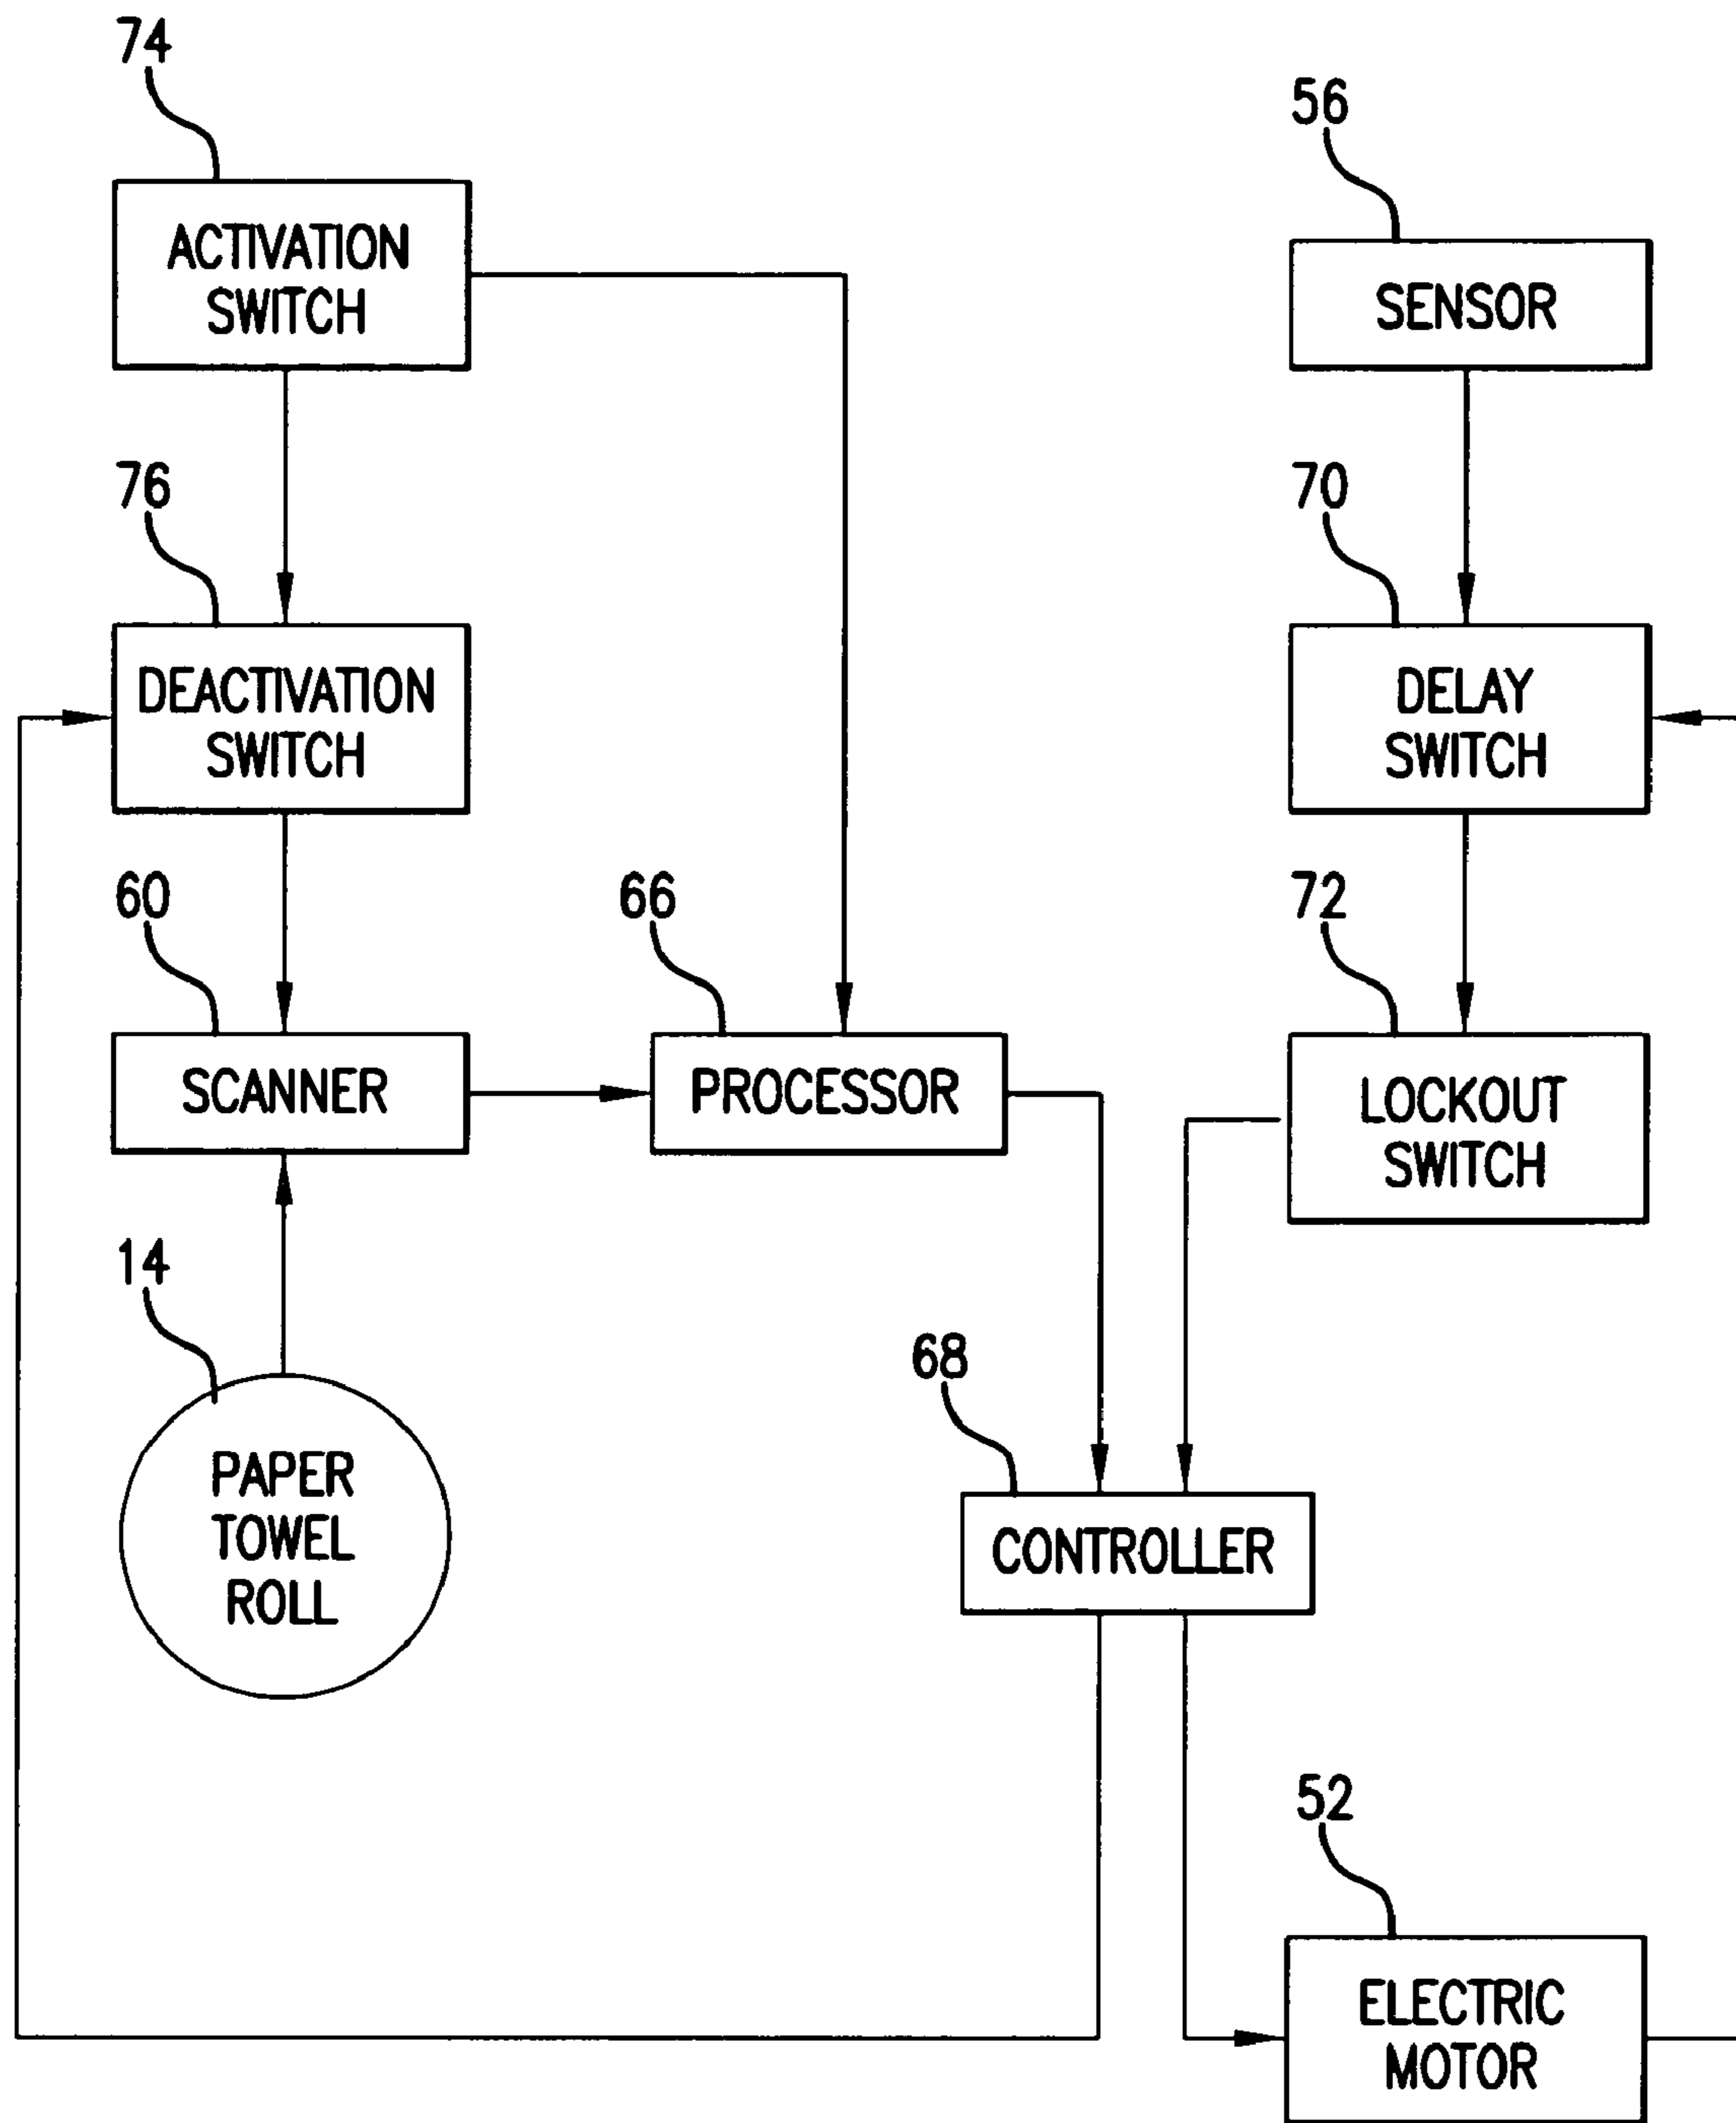 74
56
ACTIVATION
SWITCH
SENSOR
76
70
DEACTIVATION
SWITCH
DELAY
SWITCH
60
66
72
SCANNER
PROCESSOR
LOCKOUT
SWITCH
14
68
PAPER
TOWEL
ROLL
CONTROLLER
52
ELECTRIC
MOTOR